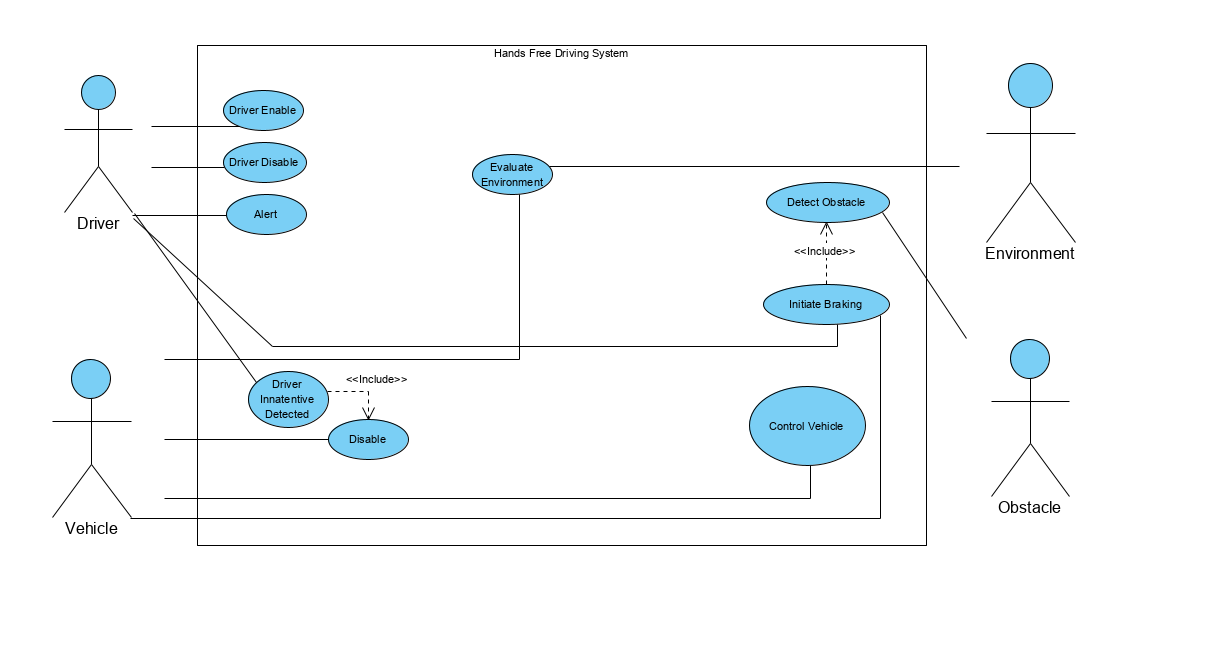 Hands Free Driving System
Driver Enable
Driver Disable
Alert
Driver
Evaluate
Environment
Detect Obstacle
<<Include>>
Initiate Braking
Environment
Driver
Innatentive
Detected
<<Include>>
Disable
Control Vehicle
Vehicle
Obstacle